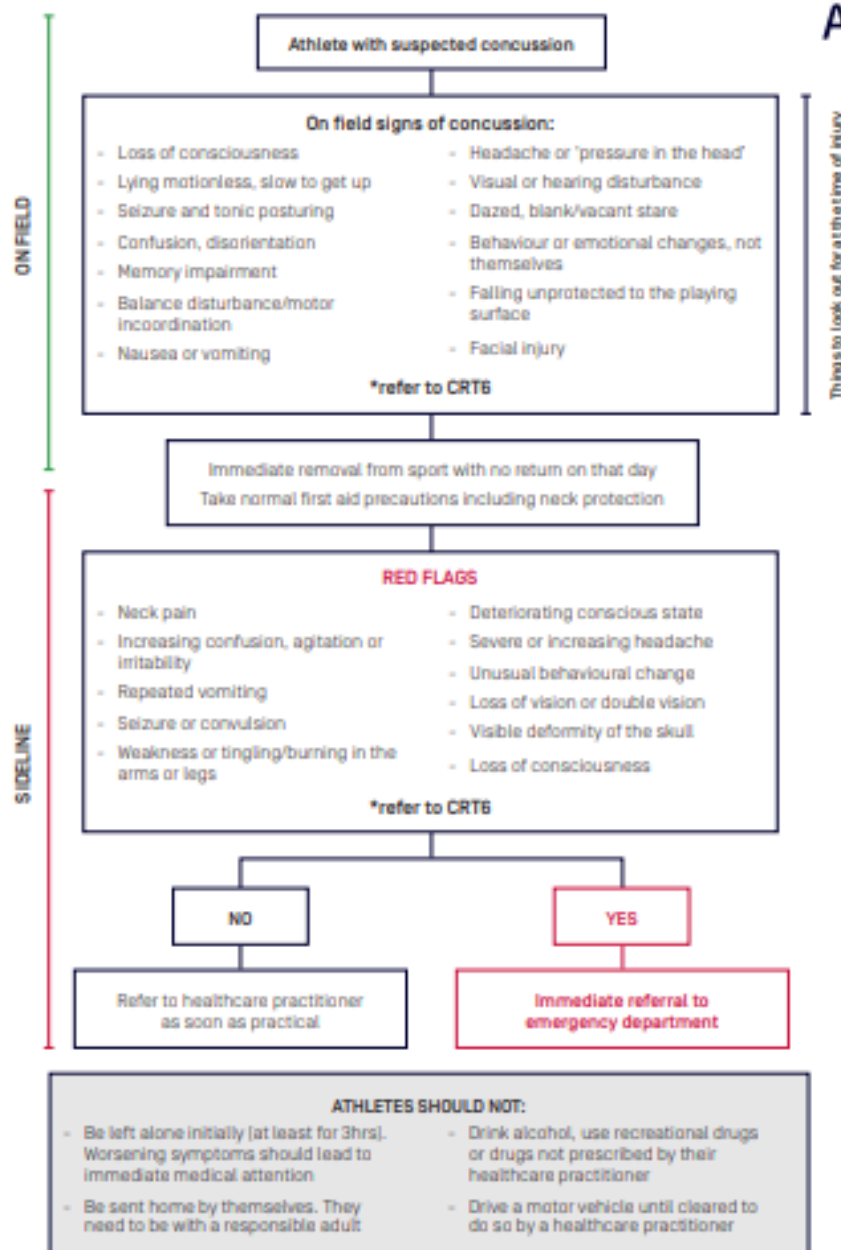 A
Athlete with suspected concussion
ON FIELD
On field signs of concussion:
- Loss of consciousness
- Lying motionless, slow to get up
- Seizure and tonic posturing
- Confusion, disorientation
- Memory impairment
- Balance disturbance/motor
incoordination
- Nausea or vomiting
- Headache or 'pressure in the head'
- Visual or hearing disturbance
- Dazed, blank/vacant stare
- Behaviour or emotional changes, not
themselves
- Falling unprotected to the playing
surface
- Facial injury
*refer to CRT6
Things to look out for at the time of injury
Immediate removal from sport with no return on that day
Take normal first aid precautions including neck protection
SIDELINE
RED FLAGS
- Neck pain
- Increasing confusion, agitation or
irritability
- Repeated vomiting
- Seizure or convulsion
- Weakness or tingling/burning in the
arms or legs
- Deteriorating conscious state
- Severe or increasing headache
- Unusual behavioural change
- Loss of vision or double vision
- Visible deformity of the skull
- Loss of consciousness
*refer to CRT6
NO
YES
Refer to healthcare practitioner
as soon as practical
Immediate referral to
emergency department
ATHLETES SHOULD NOT:
- Be left alone initially (at least for 3hrs).
Worsening symptoms should lead to
immediate medical attention
- Be sent home by themselves. They
need to be with a responsible adult
- Drink alcohol, use recreational drugs
or drugs not prescribed by their
healthcare practitioner
- Drive a motor vehicle until cleared to
do so by a healthcare practitioner